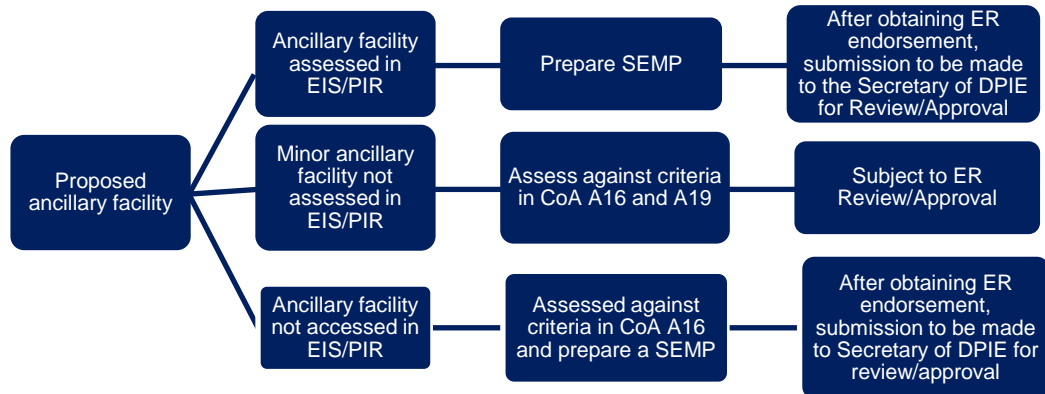 Proposed
ancillary facility
Ancillary facility
assessed in
EIS/PIR
Prepare SEMP
After obtaining ER
endorsement,
submission to be made
to the Secretary of DPIE
for Review/Approval
Minor ancillary
facility not
assessed in
EIS/PIR
Assess against criteria
in CoA A16 and A19
Subject to ER
Review/Approval
Ancillary facility
not accessed in
EIS/PIR
Assessed against
criteria in CoA A16
and prepare a SEMP
After obtaining ER
endorsement,
submission to be made
to Secretary of DPIE for
review/approval